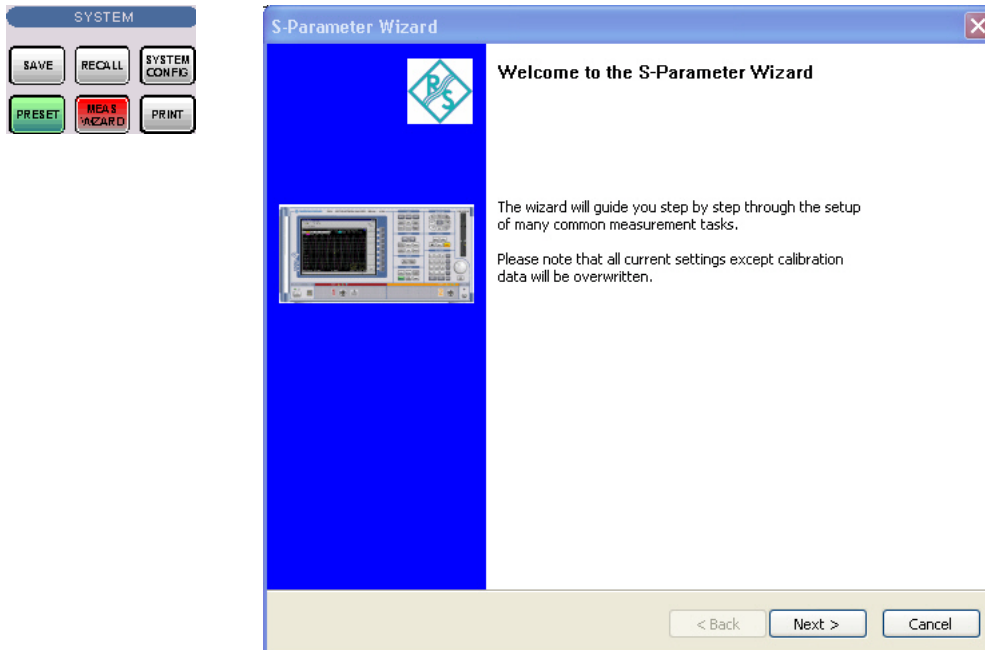 SYSTEM
SAVE
RECALL
SYSTEM
CONFIG
PRESET
MEAS
WIZARD
PRINT
S-Parameter Wizard
R
S
Welcome to the S-Parameter Wizard
The wizard will guide you step by step through the setup
of many common measurement tasks.
Please note that all current settings except calibration
data will be overwritten.
< Back
Next >
Cancel